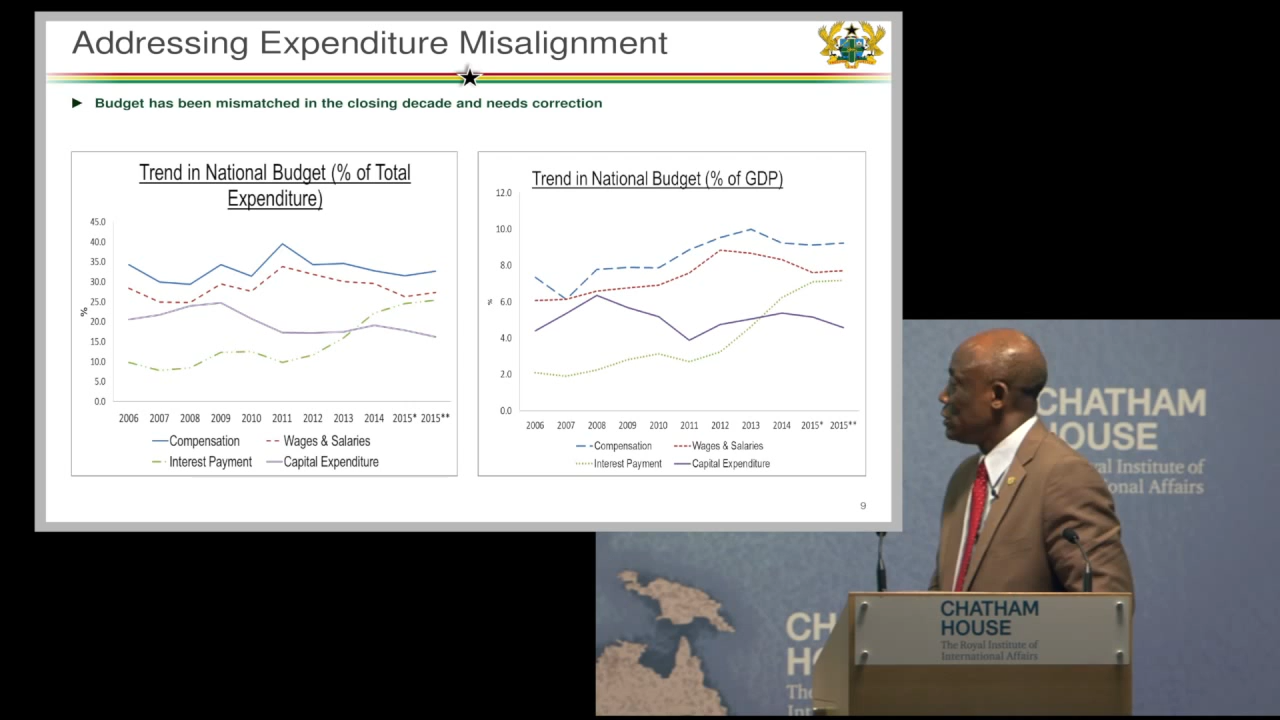 Addressing Expenditure Misalignment
► Budget has been mismatched in the closing decade and needs correction
Trend in National Budget (% of Total
Expenditure)
45.0
40.0
35.0
30.0
25.0
20.0
15.0
10.0
5.0
0.0
%
2006 2007 2008 2009 2010 2011 2012 2013 2014 2015* 2015**
Compensation Wages & Salaries
Interest Payment Capital Expenditure
Trend in National Budget (% of GDP)
12.0
10.0
8.0
6.0
4.0
2.0
0.0
%
2006 2007 2008 2009 2010 2011 2012 2013 2014 2015* 2015**
Compensation Wages & Salaries
Interest Payment Capital Expenditure
9
CHATHAM
HOUSE
al Institute of
onal Affairs
CH
H
The
Int
CHATHAM
HOUSE
The Royal Institute of
International Affairs